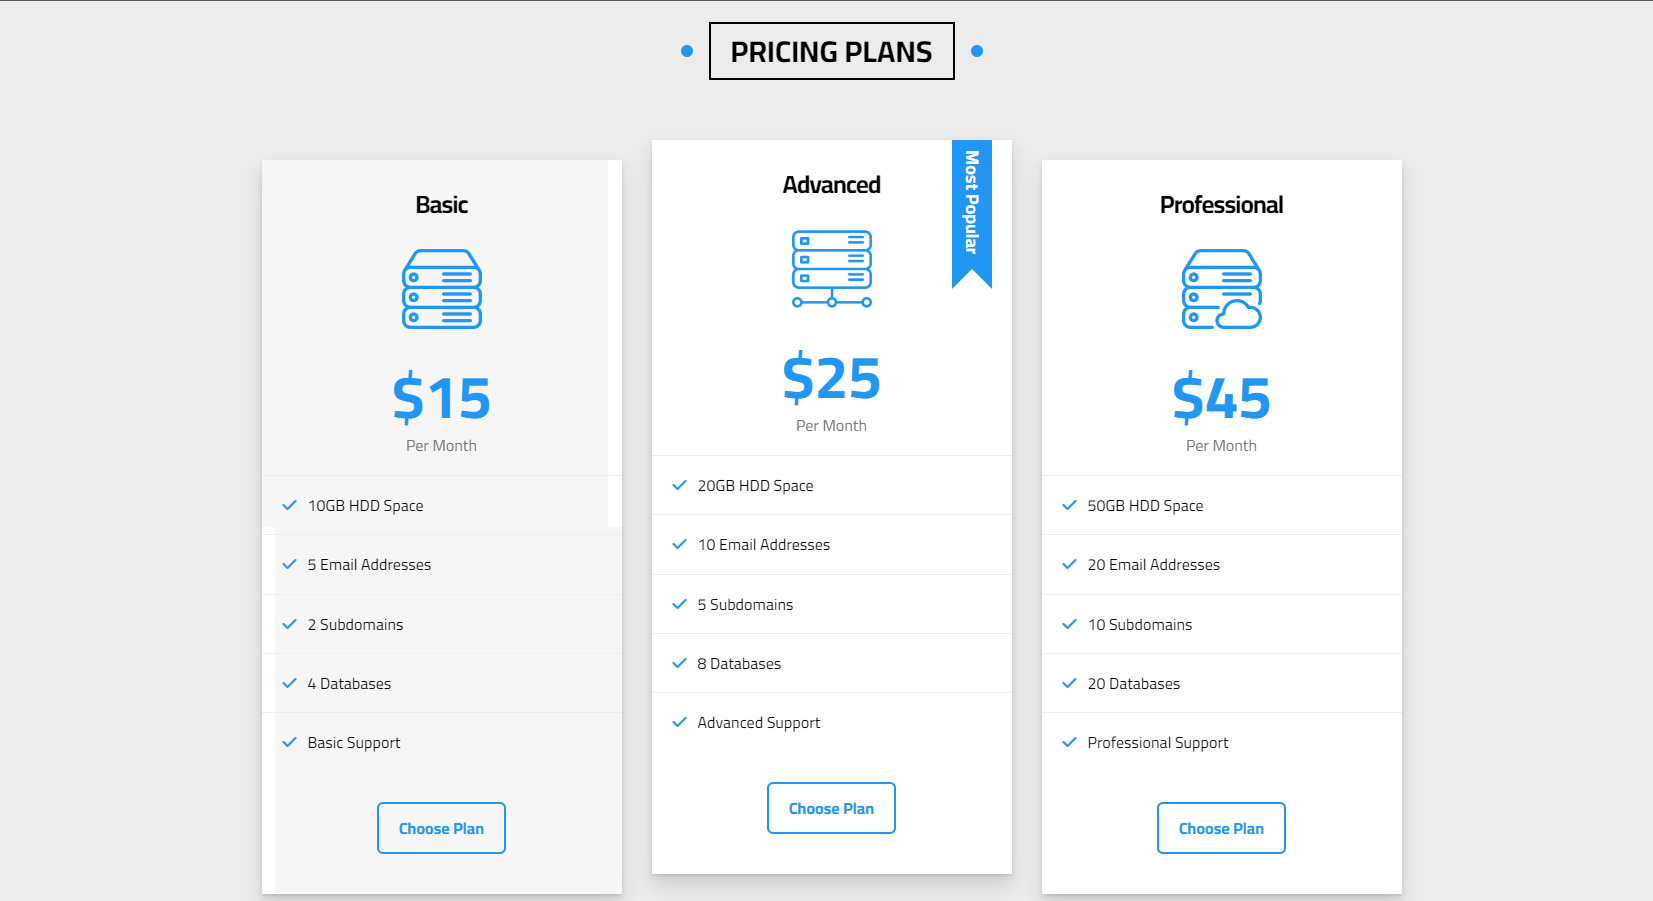 PRICING PLANS
Basic
$15
Per Month
10GB HDD Space
5 Email Addresses
2 Subdomains
4 Databases
Basic Support
Choose Plan
Advanced
Most Popular
$25
Per Month
20GB HDD Space
10 Email Addresses
5 Subdomains
8 Databases
Advanced Support
Choose Plan
Professional
$45
Per Month
50GB HDD Space
20 Email Addresses
10 Subdomains
20 Databases
Professional Support
Choose Plan